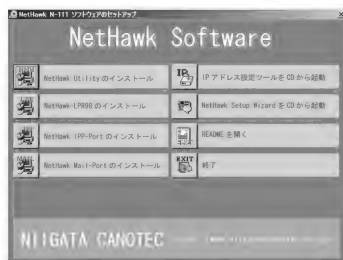 NetHawk N-111 ソフトウェアのセットアップ
NetHawk Software
NetHawk Utility のインストール
IP アドレス設定ツールを CD から起動
NetHawk-LPR98 のインストール
NetHawk Setup Wizard を CD から起動
NetHawk IPP-Port のインストール
README を開く
NetHawk Mail-Port のインストール
EXIT
終了
NIIGATA CANOTEC